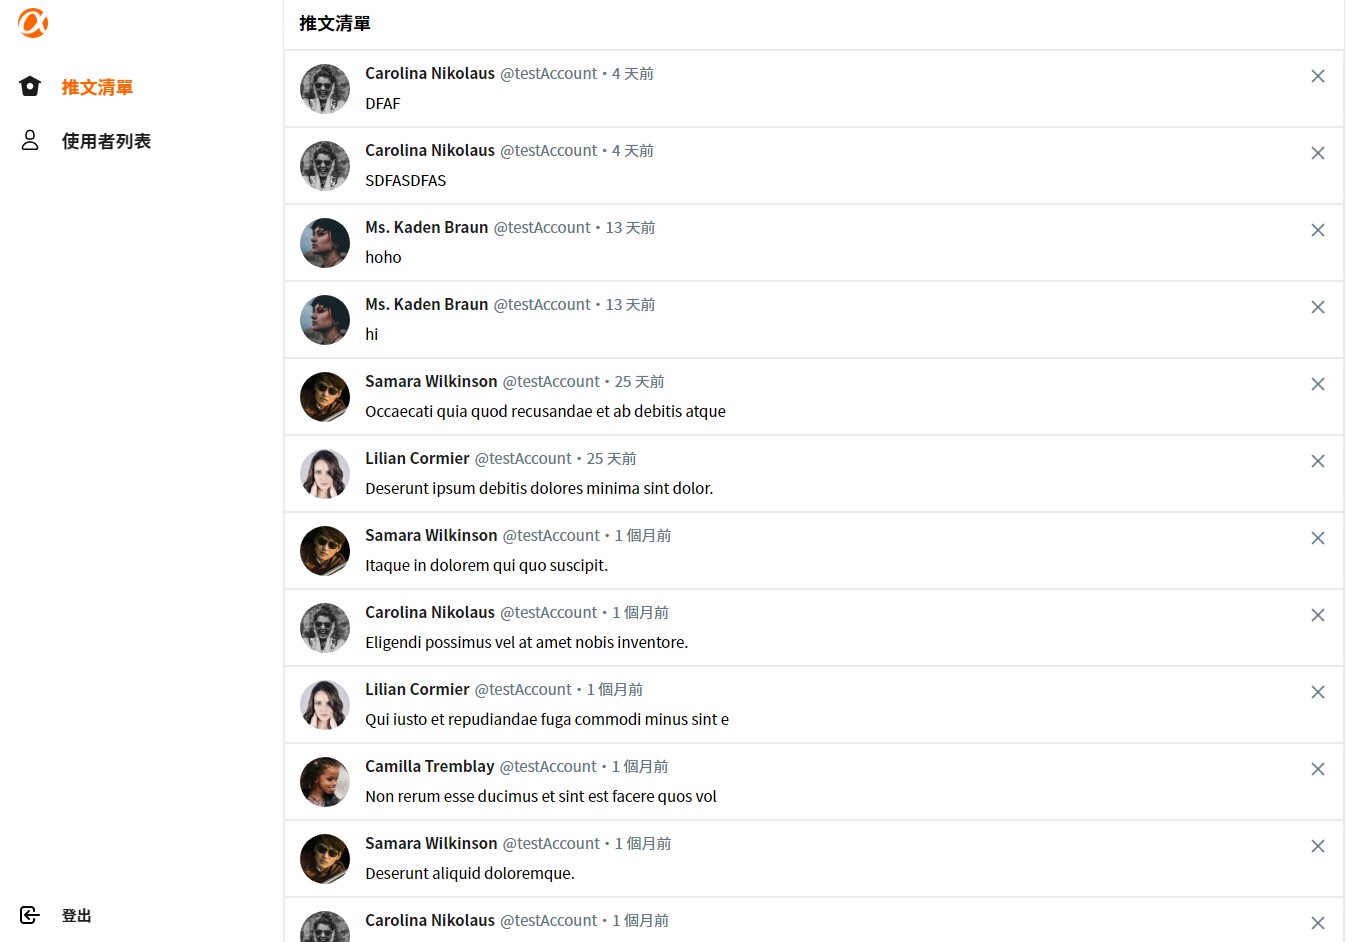 推文清單
推文清單
使用者列表
登出
Carolina Nikolaus @testAccount・4 天前
DFAF
Carolina Nikolaus @testAccount・4 天前
SDFASDFAS
Ms. Kaden Braun @testAccount・13 天前
hoho
Ms. Kaden Braun @testAccount・13 天前
hi
Samara Wilkinson @testAccount・25 天前
Occaecati quia quod recusandae et ab debitis atque
Lilian Cormier @testAccount・25 天前
Deserunt ipsum debitis dolores minima sint dolor.
Samara Wilkinson @testAccount・1 個月前
Itaque in dolorem qui quo suscipit.
Carolina Nikolaus @testAccount・1 個月前
Eligendi possimus vel at amet nobis inventore.
Lilian Cormier @testAccount・1 個月前
Qui iusto et repudiandae fuga commodi minus sint e
Camilla Tremblay @testAccount・1 個月前
Non rerum esse ducimus et sint est facere quos vol
Samara Wilkinson @testAccount・1 個月前
Deserunt aliquid doloremque.
Carolina Nikolaus @testAccount・1 個月前